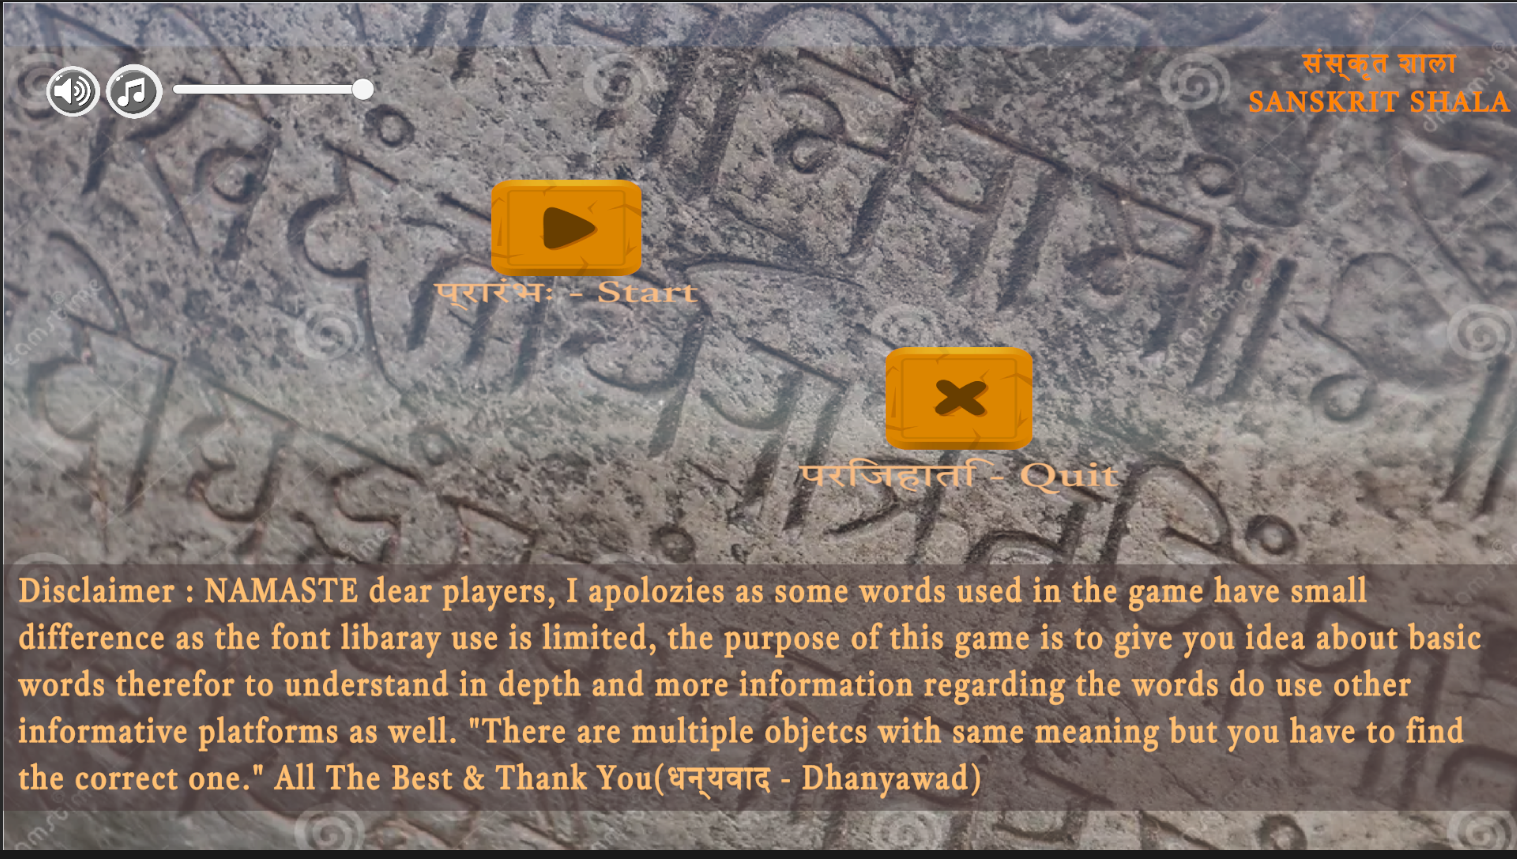 संस्कृत शाला
SANSKRIT SHALA
प्रारंभः - Start
परजिहाति - Quit
Disclaimer : NAMASTE dear players, I apolozies as some words used in the game have small
difference as the font libaray use is limited, the purpose of this game is to give you idea about basic
words therefor to understand in depth and more information regarding the words do use other
informative platforms as well. "There are multiple objetcs with same meaning but you have to find
the correct one." All The Best & Thank You(धन्यवाद - Dhanyawad)